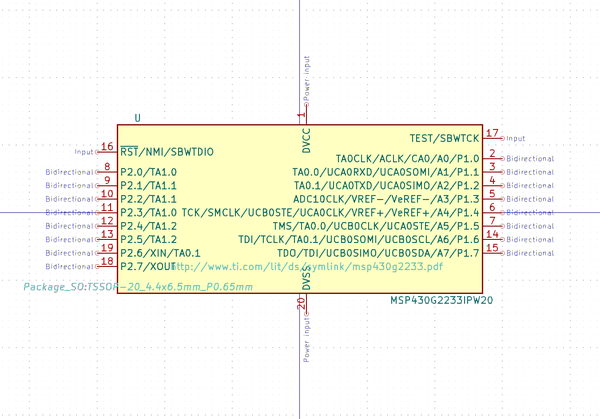 Power input
U
1
DVCC
17
TEST/SBWTCK
Input
Input
16
RST/NMI/SBWTDIO
TA0CLK/ACLK/CA0/A0/P1.0
2
Bidirectional
Bidirectional
8
P2.0/TA1.0
TA0.0/UCA0RXD/UCA0SOMI/A1/P1.1
3
Bidirectional
Bidirectional
9
P2.1/TA1.1
TA0.1/UCA0TXD/UCA0SIMO/A2/P1.2
4
Bidirectional
Bidirectional
10
P2.2/TA1.1
ADC10CLK/VREF-/VeREF-/A3/P1.3
5
Bidirectional
Bidirectional
11
P2.3/TA1.0
TCK/SMCLK/UCB0STE/UCA0CLK/VREF+/VeREF+/A4/P1.4
6
Bidirectional
Bidirectional
12
P2.4/TA1.2
TMS/TA0.0/UCB0CLK/UCA0STE/A5/P1.5
7
Bidirectional
Bidirectional
13
P2.5/TA1.2
TDI/TCLK/TA0.1/UCB0SOMI/UCB0SCL/A6/P1.6
14
Bidirectional
Bidirectional
19
P2.6/XIN/TA0.1
TDO/TDI/UCB0SIMO/UCB0SDA/A7/P1.7
15
Bidirectional
Bidirectional
18
P2.7/XOUT
http://www.ti.com/lit/ds/symlink/msp430g2233.pdf
DVSS
Package_SO:TSSOP-20_4.4x6.5mm_P0.65mm
20
MSP430G2233IPW20
Power input